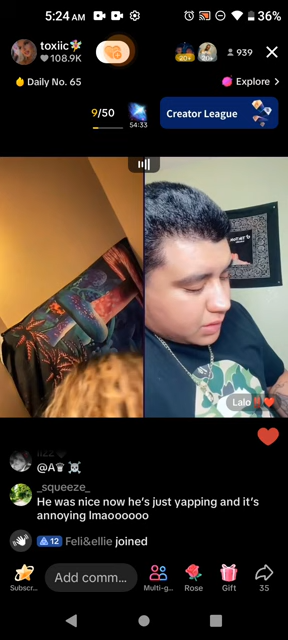 5:24 AM
36%
toxiic
108.9K
20+
20+
939
Daily No. 65
Explore >
9/50
54:33
Creator League
Lalo
@A
_squeeze_
He was nice now he's just yapping and it's
annoying lmaoooooo
12 Feli&ellie joined
Add comm...
Subscr...
Multi-g...
Rose
Gift
35